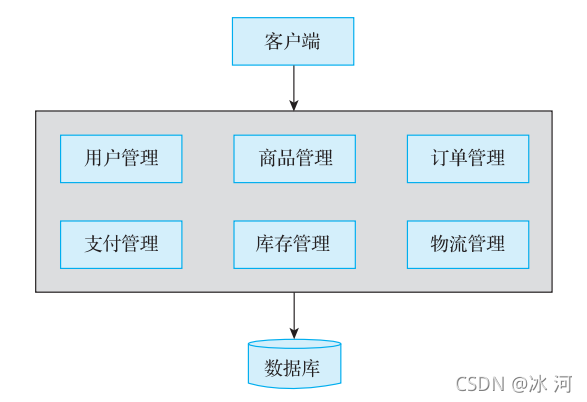 客户端
用户管理
商品管理
订单管理
支付管理
库存管理
物流管理
数据库
CSDN @冰 河